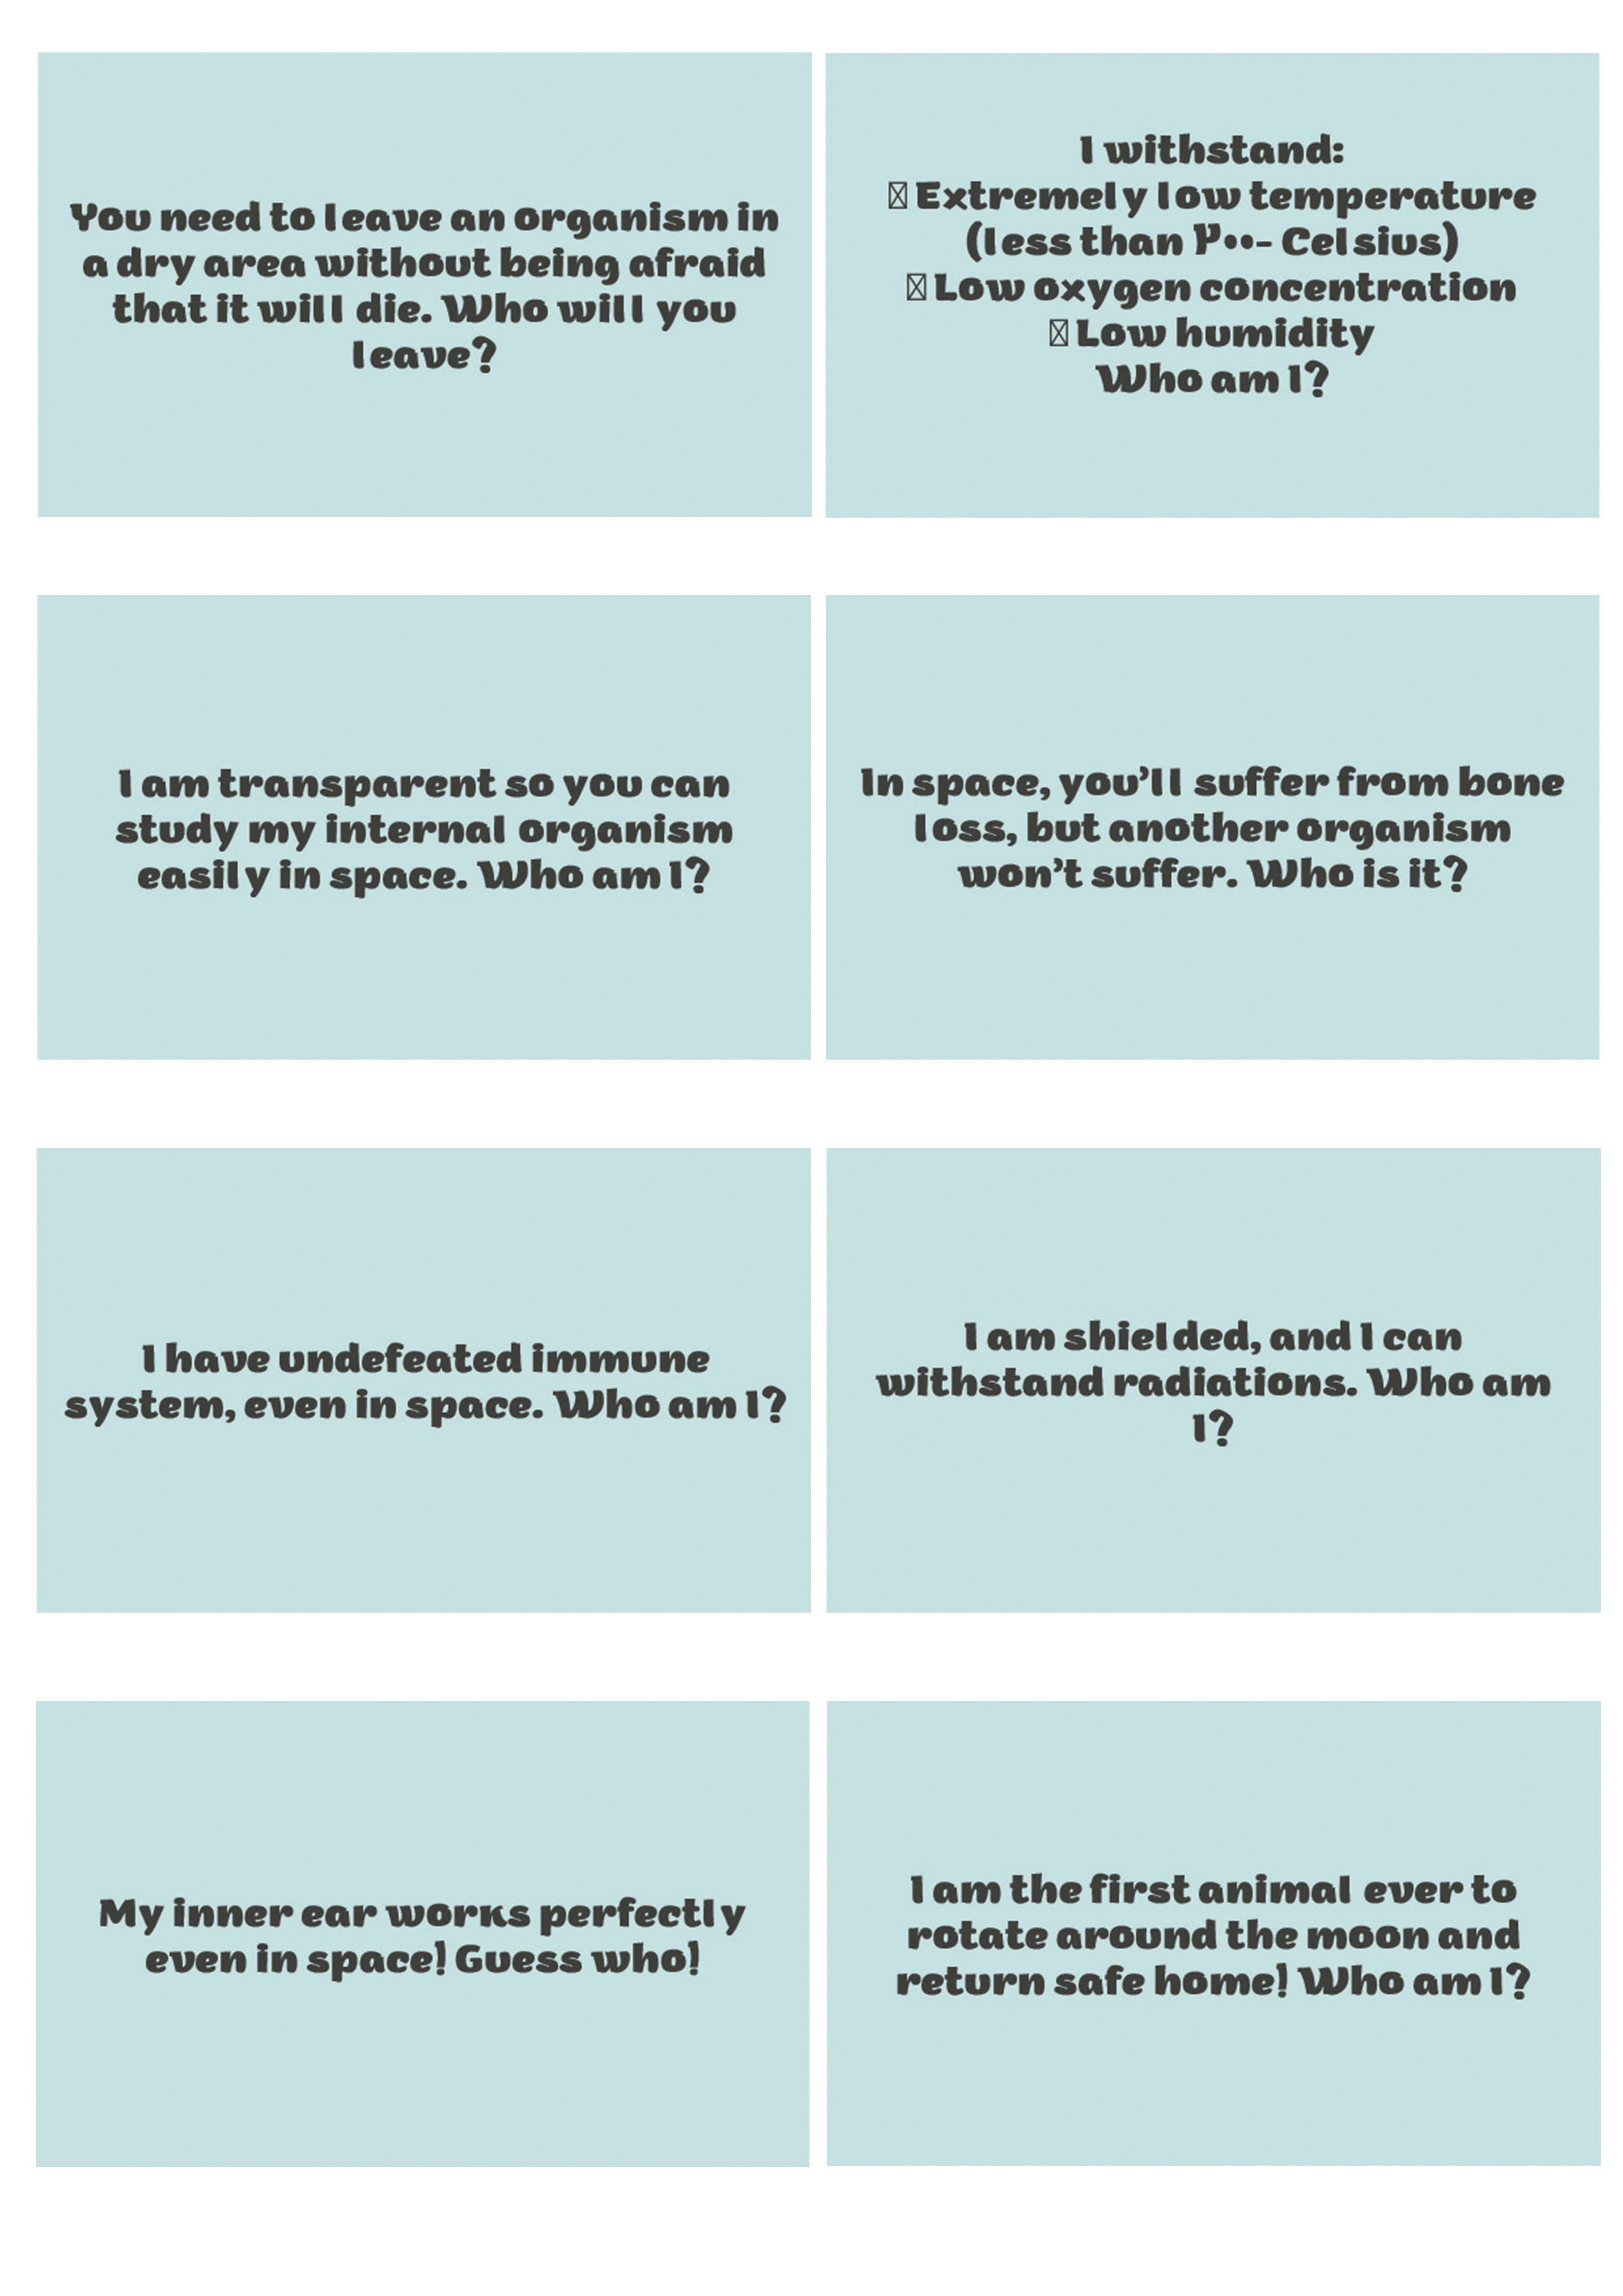 You need to leave an organism in
a dry area without being afraid
that it will die. Who will you
leave?
I withstand:
Extremely low temperature
(less than ٢٠٠- Celsius)
Low oxygen concentration
Low humidity
Who am I?
I am transparent so you can
study my internal organism
easily in space. Who am I?
In space, you’ll suffer from bone
loss, but another organism
won’t suffer. Who is it?
I have undefeated immune
system, even in space. Who am I?
I am shielded, and I can
withstand radiations. Who am
I?
My inner ear works perfectly
even in space! Guess who!
I am the first animal ever to
rotate around the moon and
return safe home! Who am I?